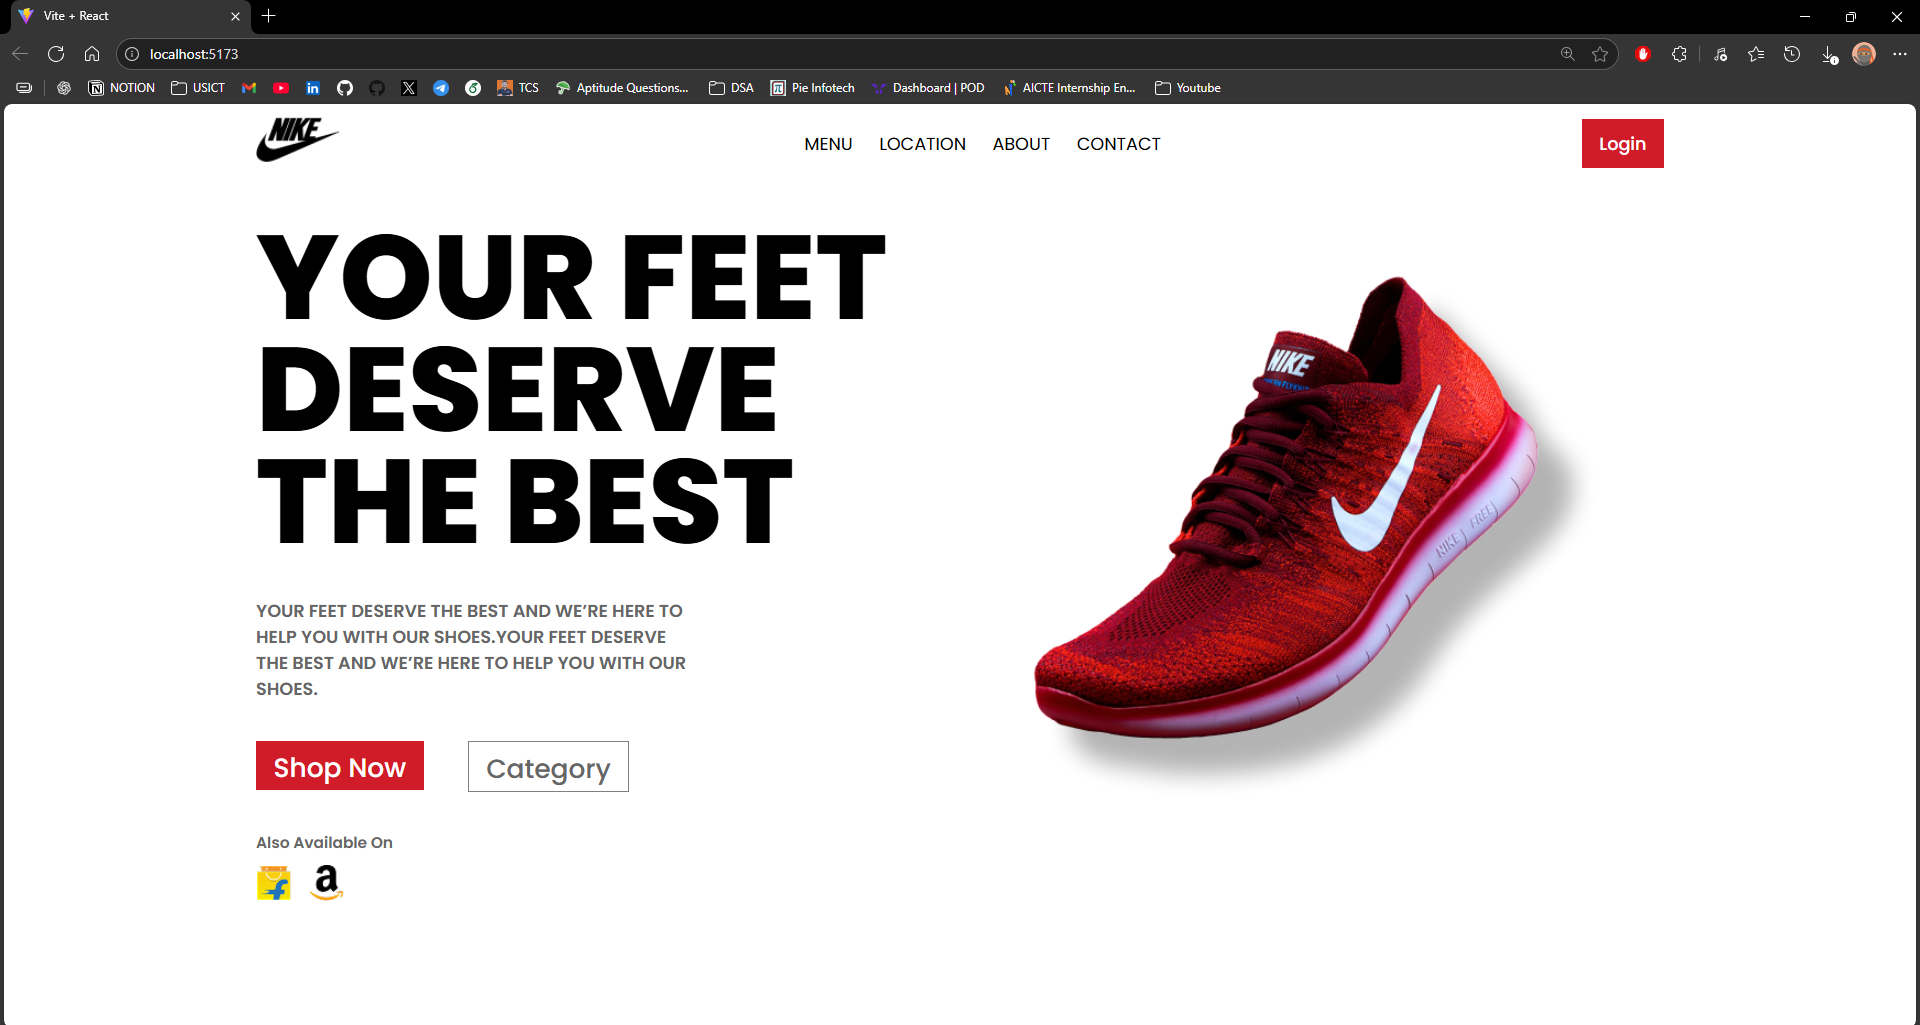 Vite + React
localhost:5173
NOTION USICT TCS Aptitude Questions... DSA Pie Infotech Dashboard | POD AICTE Internship En... Youtube
NIKE
MENU LOCATION ABOUT CONTACT
Login
YOUR FEET
DESERVE
THE BEST
NIKE
NIKE FREE
YOUR FEET DESERVE THE BEST AND WE’RE HERE TO
HELP YOU WITH OUR SHOES.YOUR FEET DESERVE
THE BEST AND WE’RE HERE TO HELP YOU WITH OUR
SHOES.
Shop Now Category
Also Available On